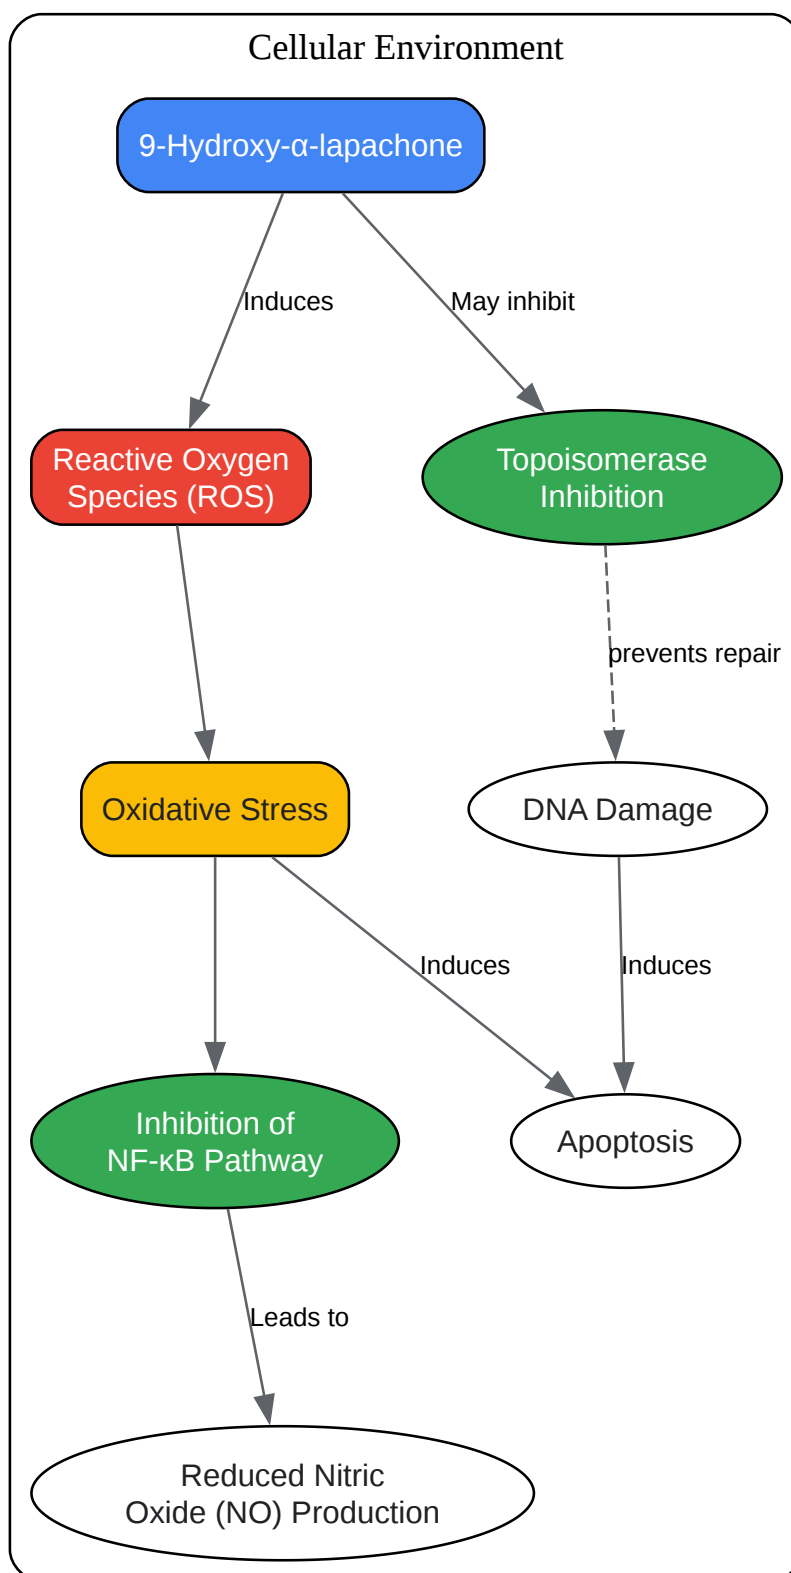 Cellular Environment
9-Hydroxy-α-lapachone
Induces
May inhibit
Reactive Oxygen
Species (ROS)
Topoisomerase
Inhibition
prevents repair
Oxidative Stress
DNA Damage
Induces
Induces
Inhibition of
NF-κB Pathway
Apoptosis
Leads to
Reduced Nitric
Oxide (NO) Production